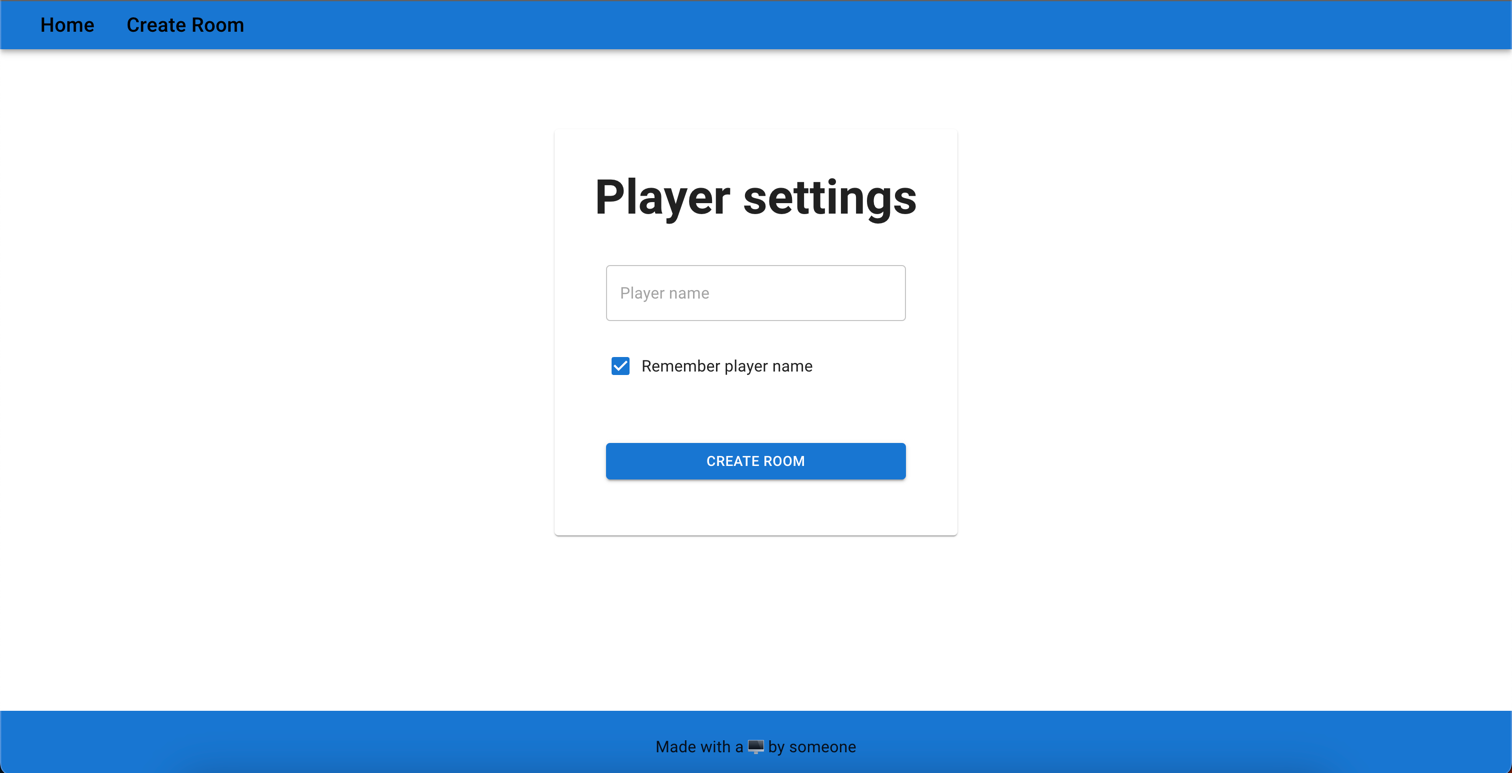 Home Create Room
Player settings
Player name
Remember player name
CREATE ROOM
Made with a 🖥️ by someone